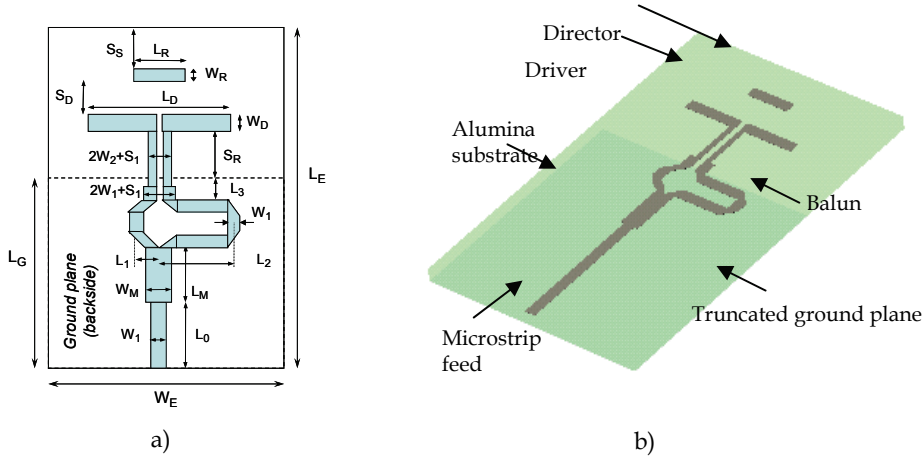 S_S
L_R
W_R
S_D
L_D
W_D
2W_2+S_1
S_R
L_E
2W_1+S_1
L_3
W_1
L_G
L_1
L_2
W_M
L_M
Ground plane
(backside)
W_1
L_0
W_E
a)
Director
Driver
Alumina
substrate
Balun
Truncated ground plane
Microstrip
feed
b)